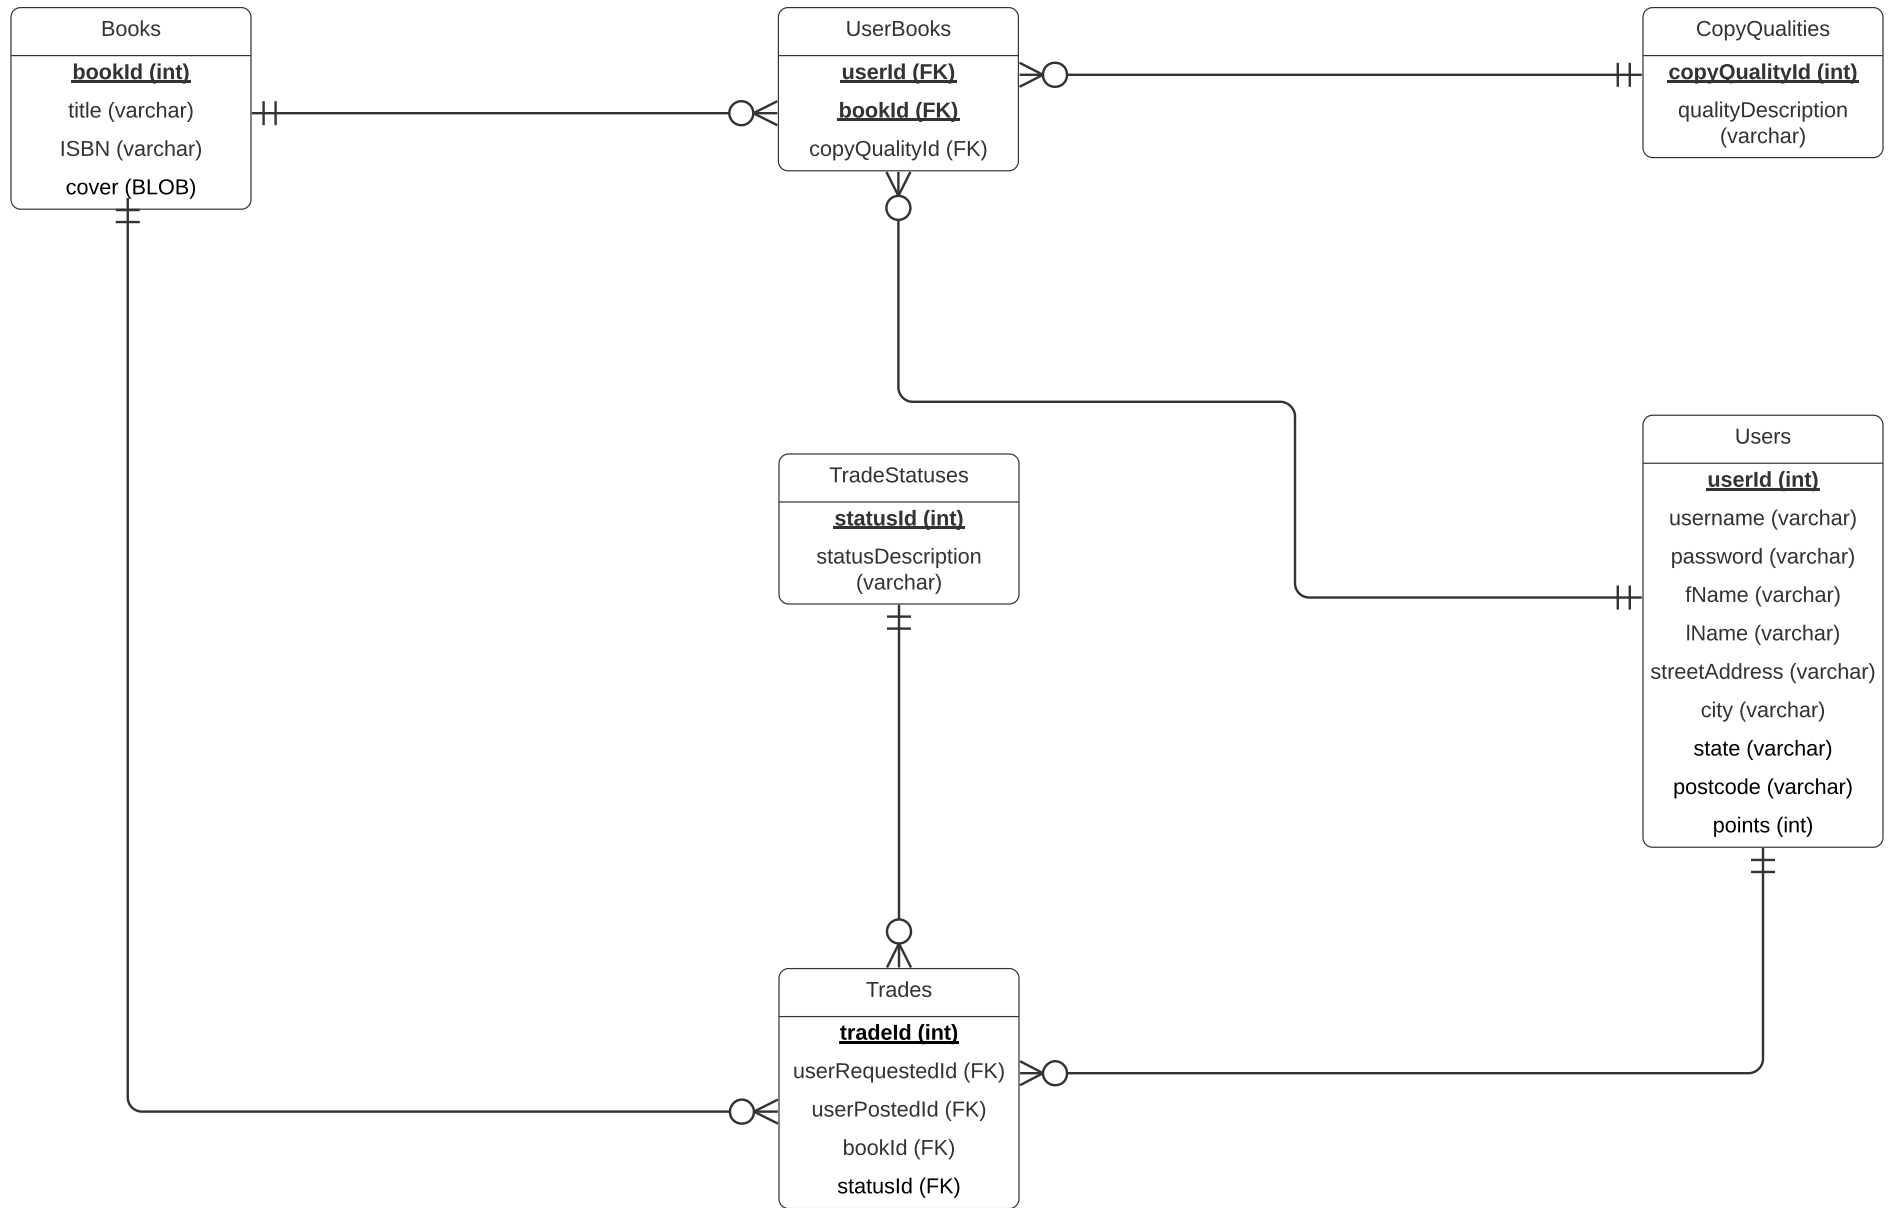 Books
bookId (int)
title (varchar)
ISBN (varchar)
cover (BLOB)
UserBooks
userId (FK)
bookId (FK)
copyQualityId (FK)
CopyQualities
copyQualityId (int)
qualityDescription
(varchar)
TradeStatuses
statusId (int)
statusDescription
(varchar)
Users
userId (int)
username (varchar)
password (varchar)
fName (varchar)
lName (varchar)
streetAddress (varchar)
city (varchar)
state (varchar)
postcode (varchar)
points (int)
Trades
tradeId (int)
userRequestedId (FK)
userPostedId (FK)
bookId (FK)
statusId (FK)